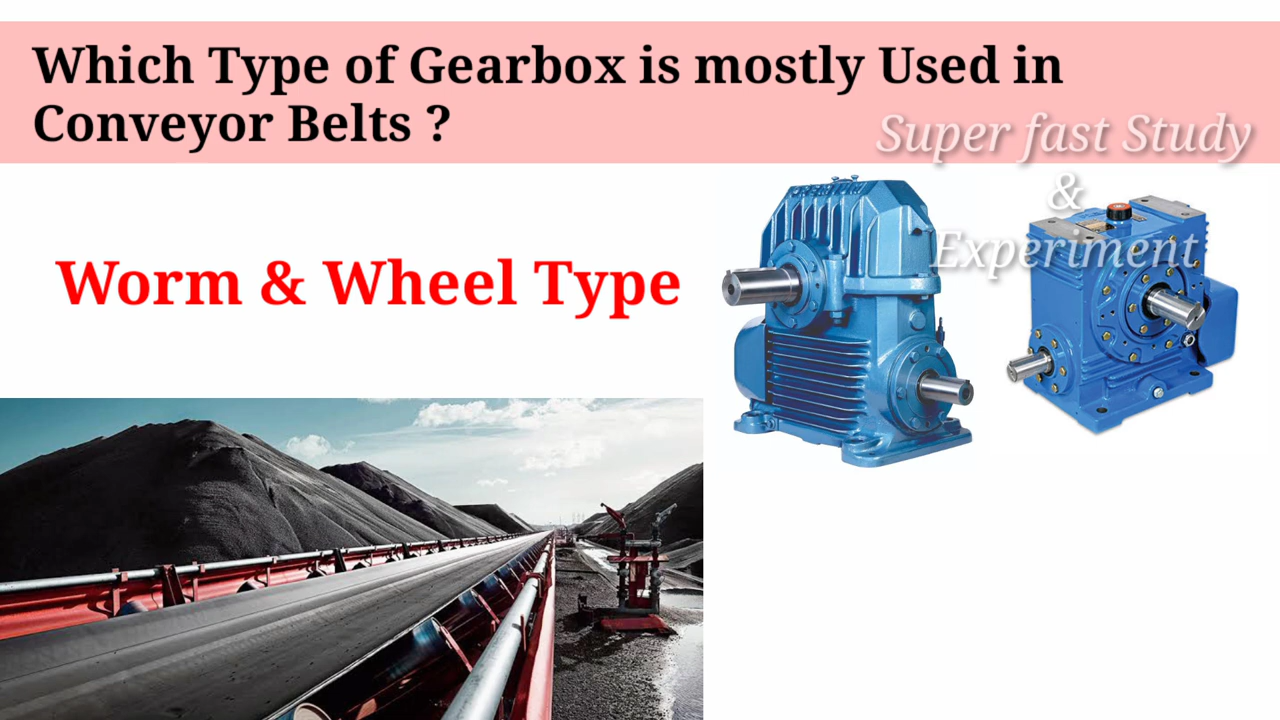 Which Type of Gearbox is mostly Used in
Conveyor Belts ?
Super fast Study
&
Experiment
Worm & Wheel Type